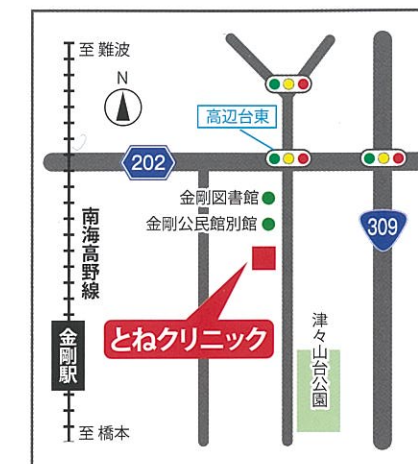 至 難波
N
高辺台東
202
金剛図書館
金剛公民館別館
309
南海高野線
とねクリニック
津々山台公園
金剛駅
至 橋本